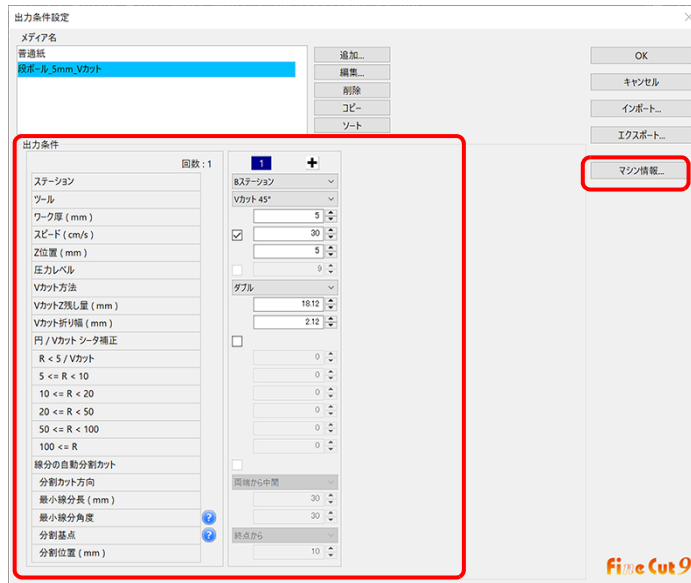 出力条件設定
メディア名
普通紙
段ボール_5mm_Vカット
追加...
編集...
削除
コピー
ソート
OK
キャンセル
インポート...
エクスポート...
マシン情報...
出力条件
回数 : 1
1
ステーション Bステーション
ツール Vカット 45°
ワーク厚 ( mm ) 5
スピード ( cm/s ) 30
Z位置 ( mm ) 5
圧力レベル 9
Vカット方法 ダブル
VカットZ残し量 ( mm ) 18.12
Vカット折り幅 ( mm ) 2.12
円 / Vカット シータ補正
R < 5 / Vカット 0
5 <= R < 10 0
10 <= R < 20 0
20 <= R < 50 0
50 <= R < 100 0
100 <= R 0
線分の自動分割カット
分割カット方向 両端から中間
最小線分長 ( mm ) 30
最小線分角度 ? 30
分割基点 ? 終点から
分割位置 ( mm ) 10
Fine Cut 9